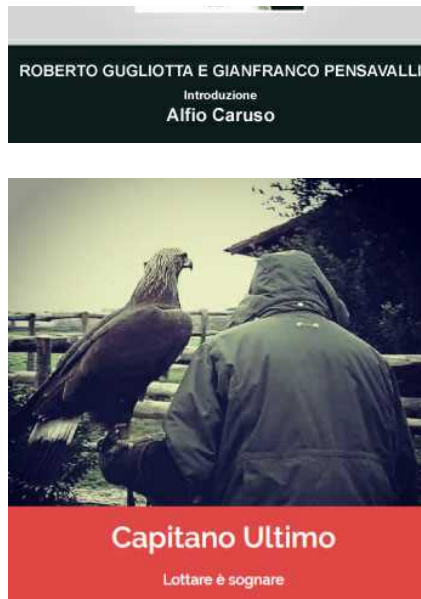 ROBERTO GUGLIOTTA E GIANFRANCO PENSAVALLI
Introduzione
Alfio Caruso
Capitano Ultimo
Lottare è sognare